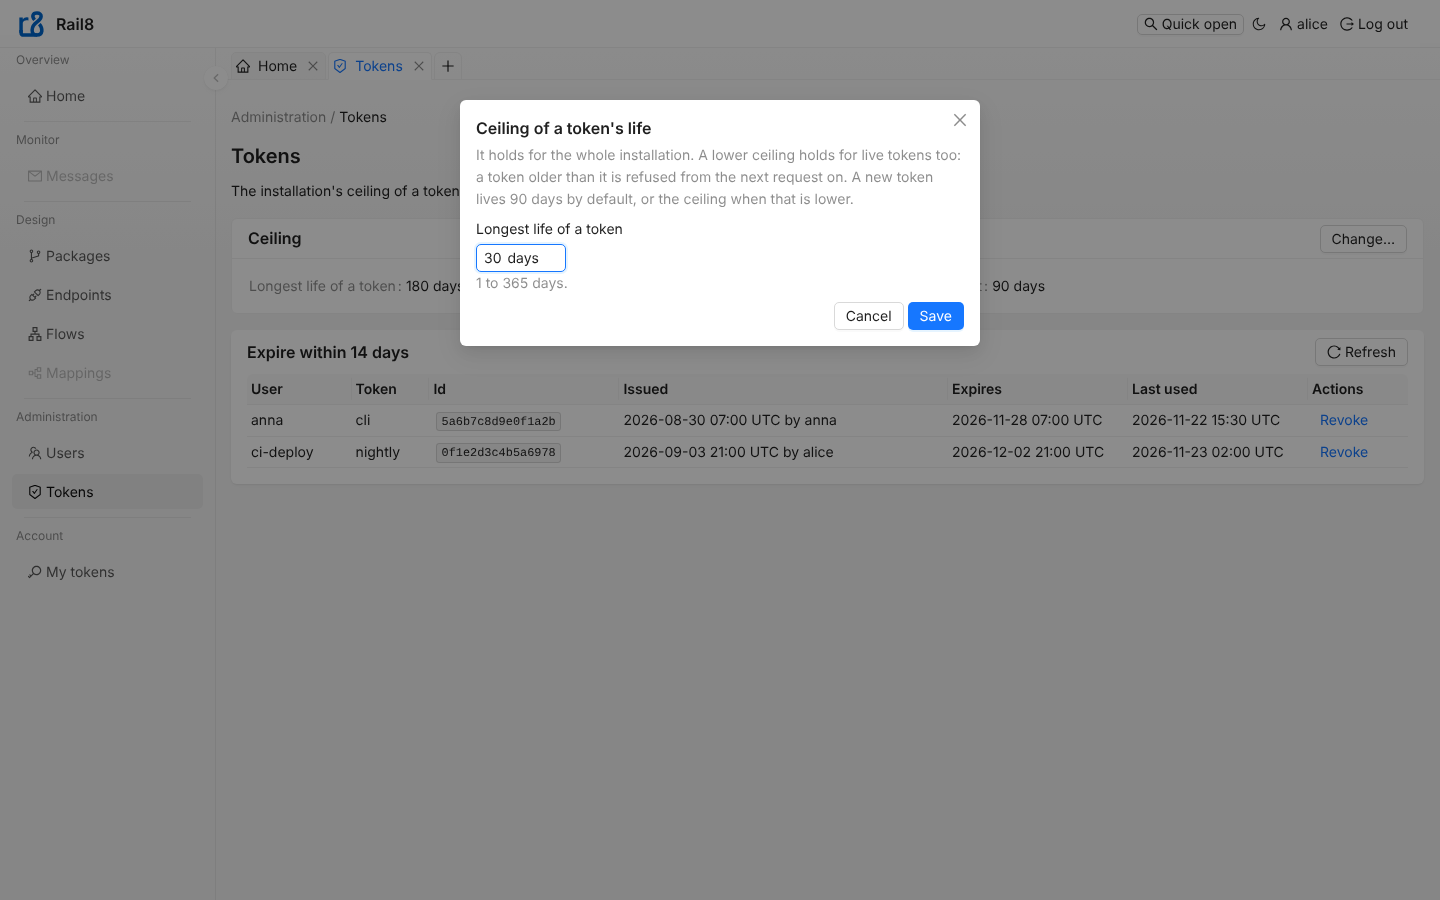 Rail8
Quick open
alice
Log out
Overview
Home
Monitor
Messages
Design
Packages
Endpoints
Flows
Mappings
Administration
Users
Tokens
Account
My tokens
Home
Tokens
Administration / Tokens
Tokens
The installation's ceiling of a token
Ceiling
Change...
Longest life of a token: 180 days
: 90 days
Ceiling of a token's life
It holds for the whole installation. A lower ceiling holds for live tokens too:
a token older than it is refused from the next request on. A new token
lives 90 days by default, or the ceiling when that is lower.
Longest life of a token
30 days
1 to 365 days.
Cancel
Save
Expire within 14 days
Refresh
User Token Id Issued Expires Last used Actions
anna cli 5a6b7c8d9e0f1a2b 2026-08-30 07:00 UTC by anna 2026-11-28 07:00 UTC 2026-11-22 15:30 UTC Revoke
ci-deploy nightly 0f1e2d3c4b5a6978 2026-09-03 21:00 UTC by alice 2026-12-02 21:00 UTC 2026-11-23 02:00 UTC Revoke